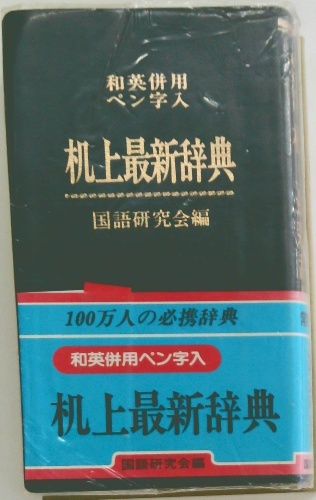 和英併用
ペン字入
机上最新辞典
国語研究会編
100万人の必携辞典
和英併用ペン字入
机上最新辞典
国語研究会編